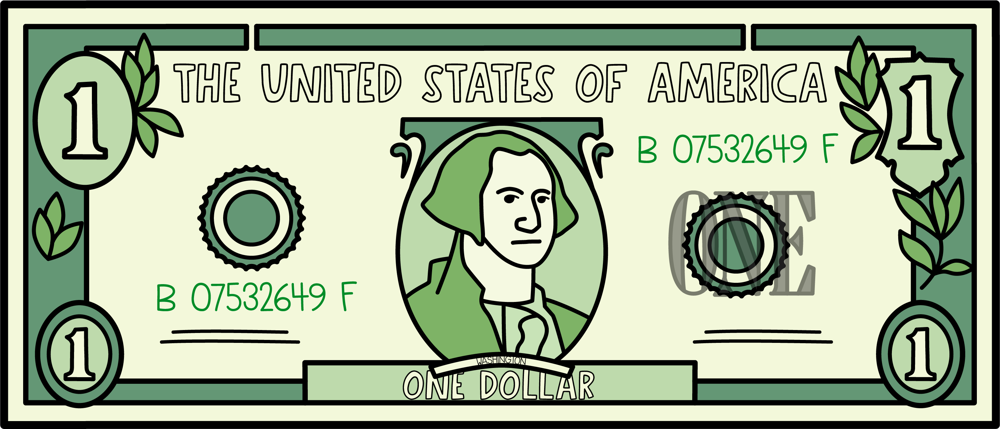 THE UNITED STATES OF AMERICA
1
1
B 07532649 F
ONE
B 07532649 F
1
1
WASHINGTON
ONE DOLLAR